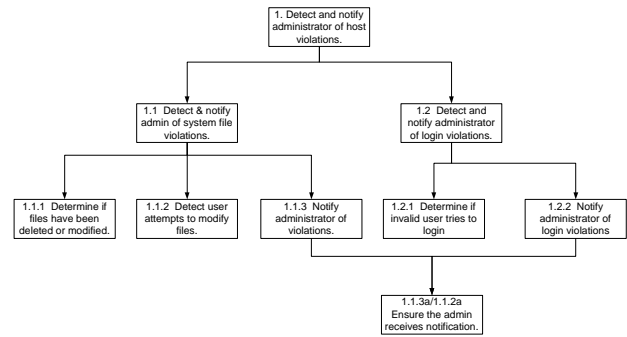 1. Detect and notify
administrator of host
violations.
1.1 Detect & notify
admin of system file
violations.
1.2 Detect and
notify administrator
of login violations.
1.1.1 Determine if
files have been
deleted or modified.
1.1.2 Detect user
attempts to modify
files.
1.1.3 Notify
administrator of
violations.
1.2.1 Determine if
invalid user tries to
login
1.2.2 Notify
administrator of
login violations
1.1.3a/1.1.2a
Ensure the admin
receives notification.